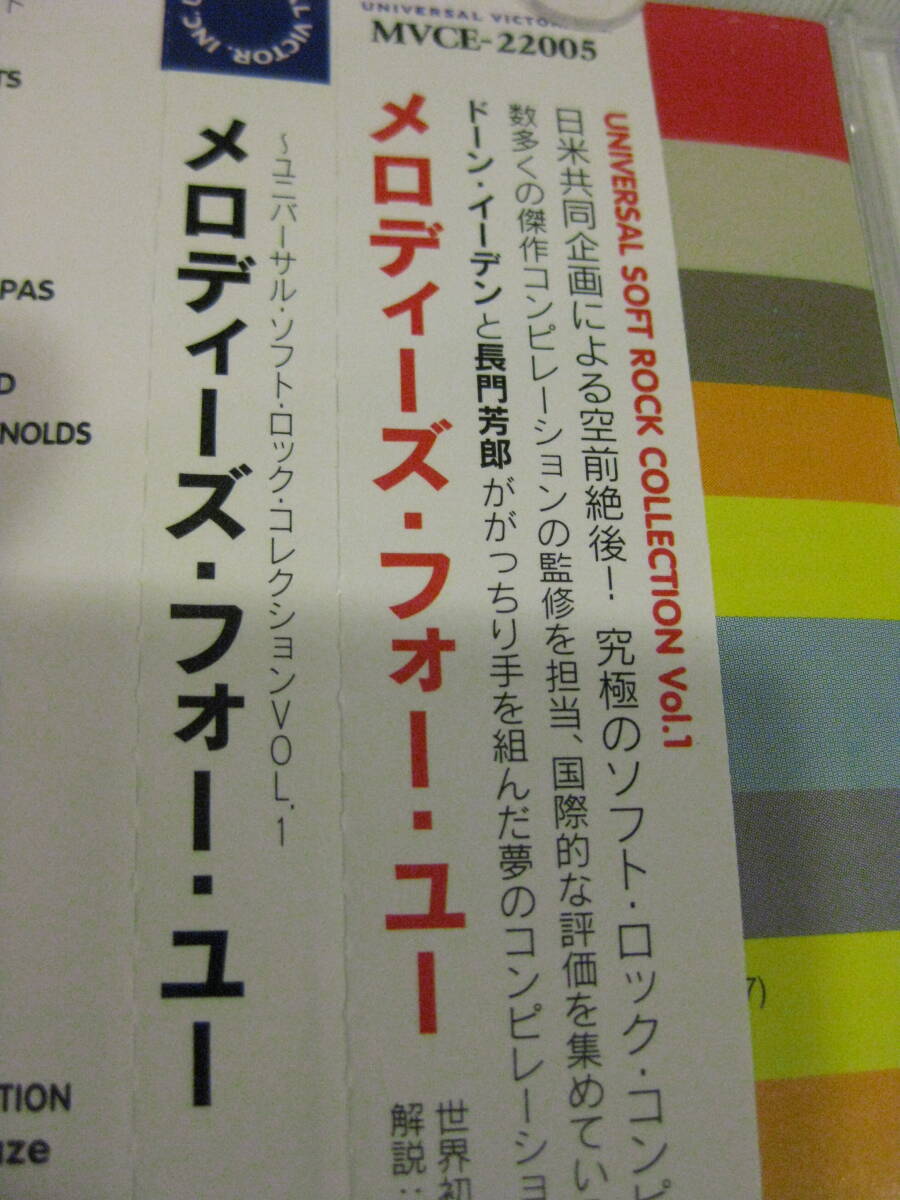 UNIVERSAL VICTOR
MVCE-22005
UNIVERSAL SOFT ROCK COLLECTION Vol.1
日米共同企画による空前絶後! 究極のソフト・ロック・コンピ
数多くの傑作コンピレーションの監修を担当、国際的な評価を集めてい
ドーン・イーデンと長門芳郎ががっちり手を組んだ夢のコンピレーショ
メロディーズ・フォー・ユー
世界初
解説:
~ユニバーサル・ソフト・ロック・コレクションVOL.1
メロディーズ・フォー・ユー
VICTOR, INC.
TS
PAS
D
NOLDS
TION
aze
7)